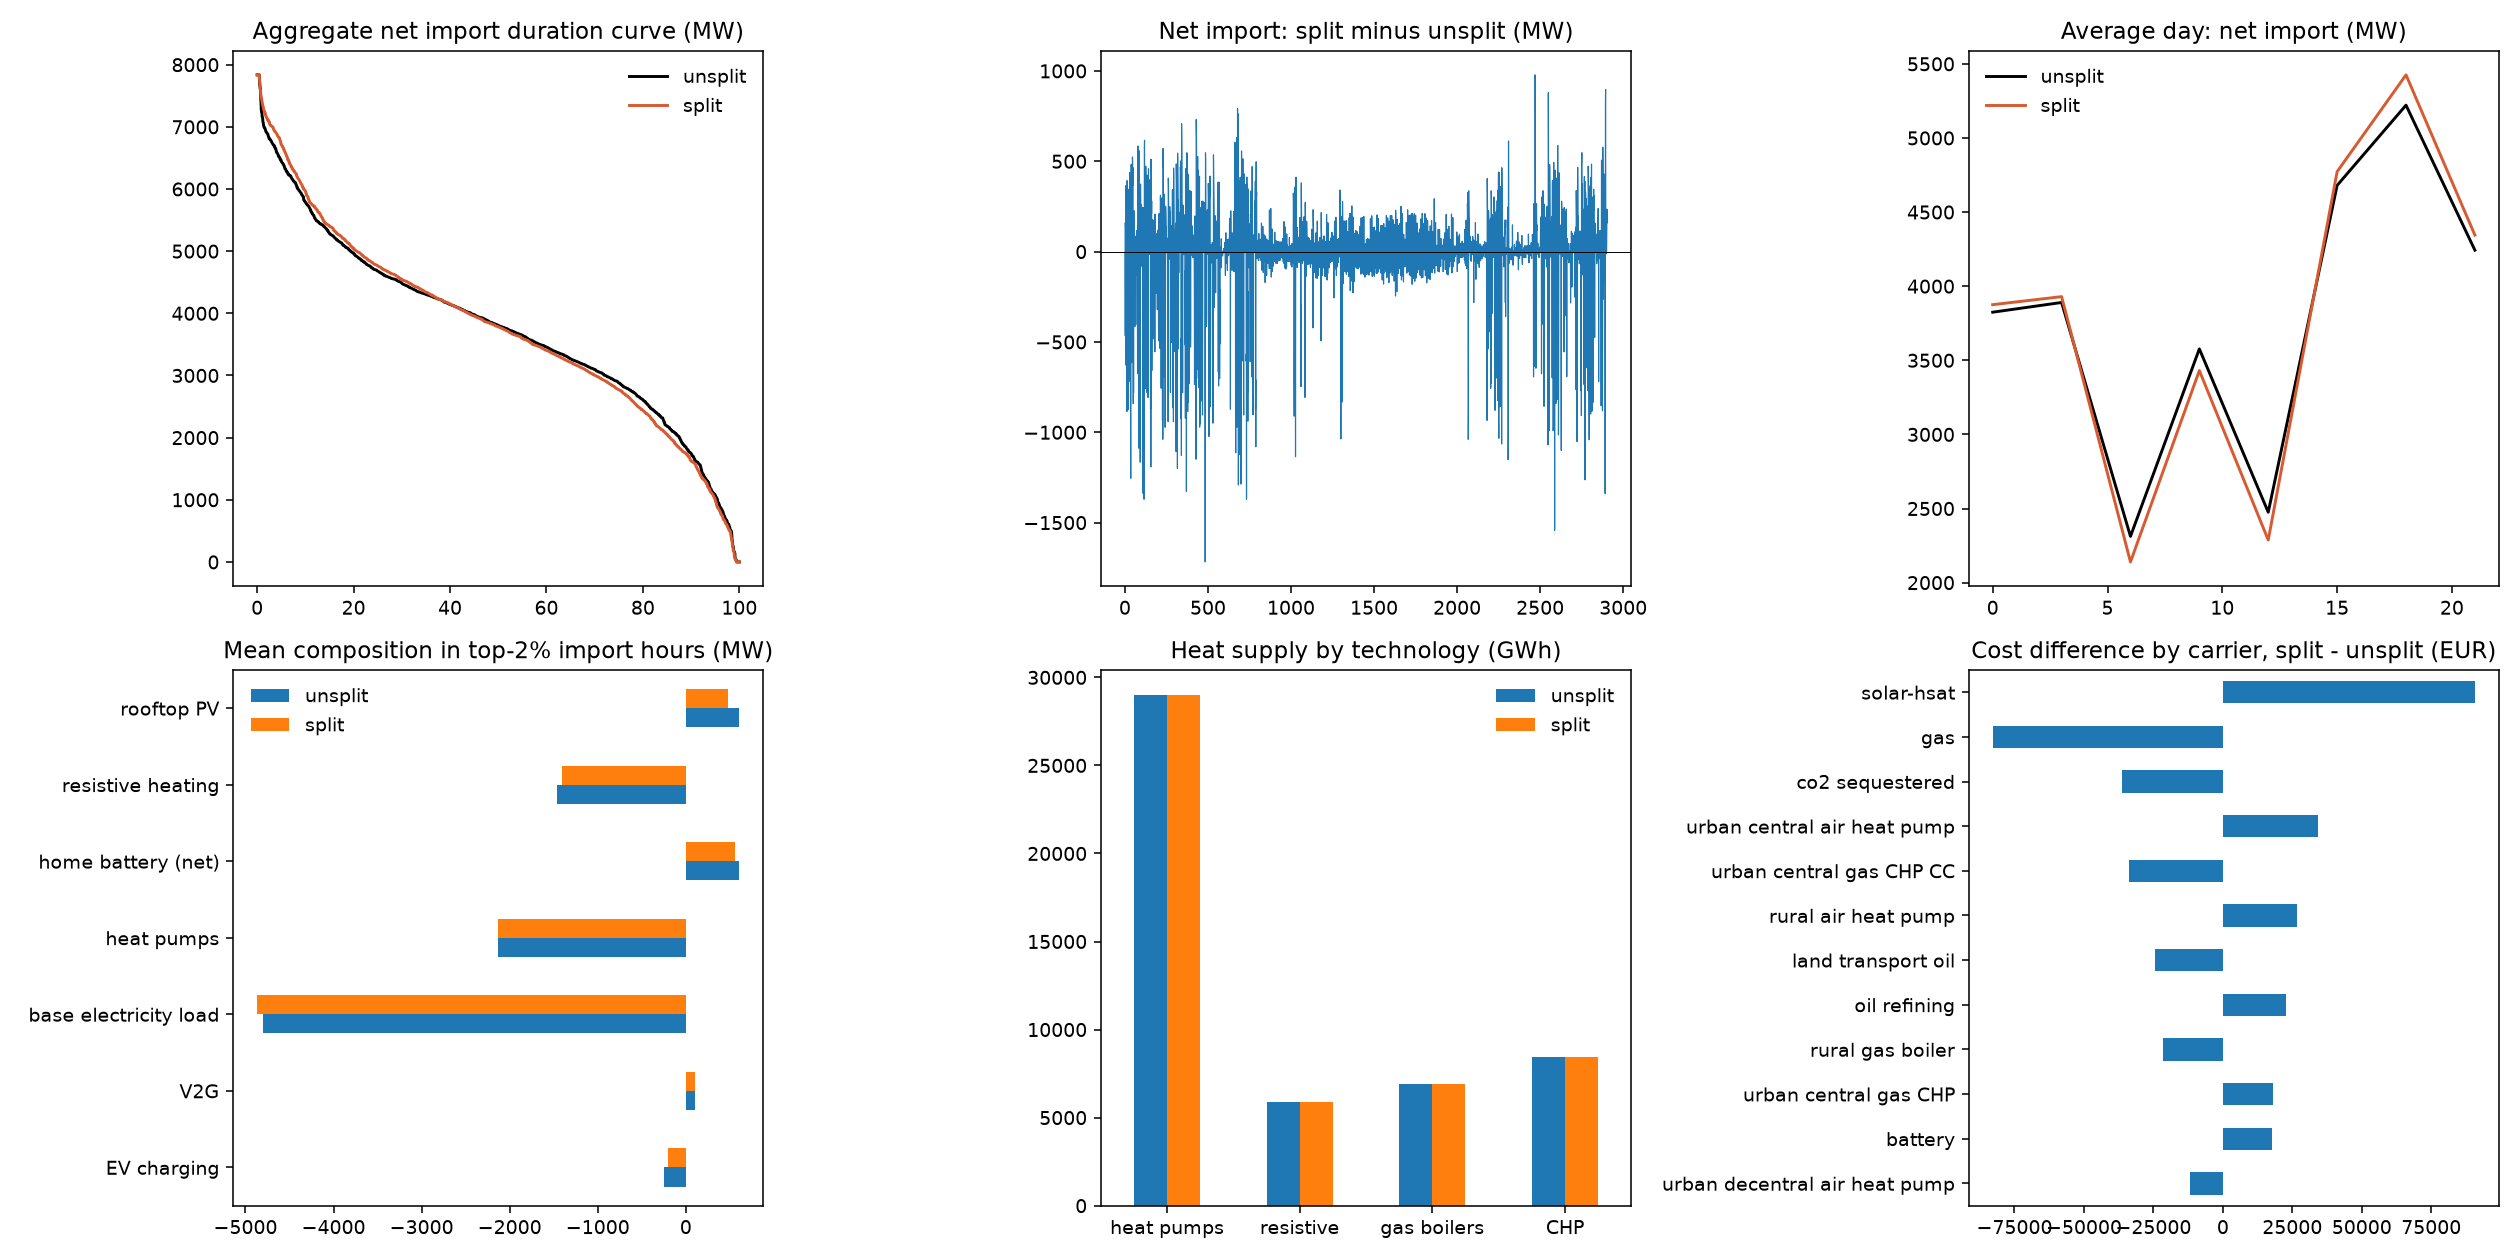 Aggregate net import duration curve (MW)
8000
7000
6000
5000
4000
3000
2000
1000
0
0 20 40 60 80 100
unsplit
split
Net import: split minus unsplit (MW)
1000
500
0
−500
−1000
−1500
0 500 1000 1500 2000 2500 3000
Average day: net import (MW)
5500
5000
4500
4000
3500
3000
2500
2000
0 5 10 15 20
unsplit
split
Mean composition in top-2% import hours (MW)
unsplit
split
rooftop PV
resistive heating
home battery (net)
heat pumps
base electricity load
V2G
EV charging
−5000 −4000 −3000 −2000 −1000 0
Heat supply by technology (GWh)
30000
25000
20000
15000
10000
5000
0
unsplit
split
heat pumps resistive gas boilers CHP
Cost difference by carrier, split - unsplit (EUR)
solar-hsat
gas
co2 sequestered
urban central air heat pump
urban central gas CHP CC
rural air heat pump
land transport oil
oil refining
rural gas boiler
urban central gas CHP
battery
urban decentral air heat pump
−75000 −50000 −25000 0 25000 50000 75000